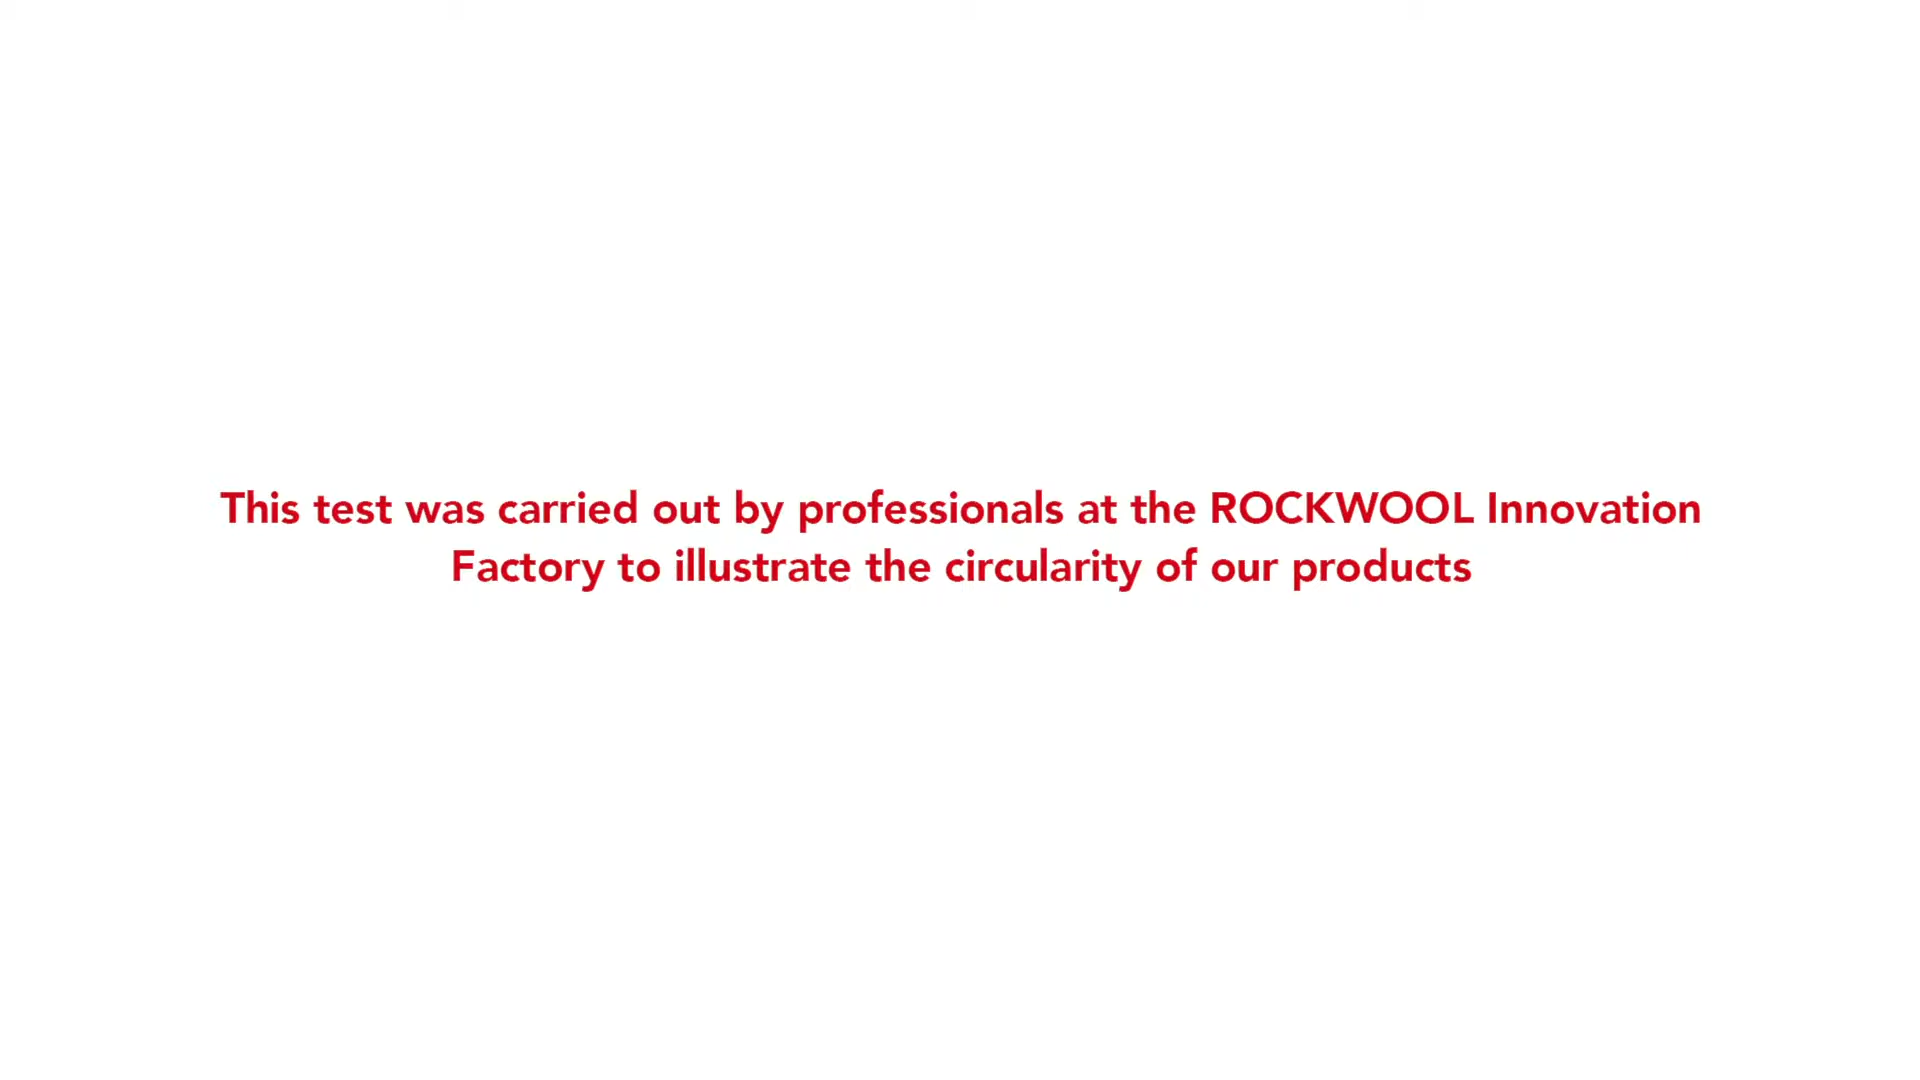 This test was carried out by professionals at the ROCKWOOL Innovation
Factory to illustrate the circularity of our products